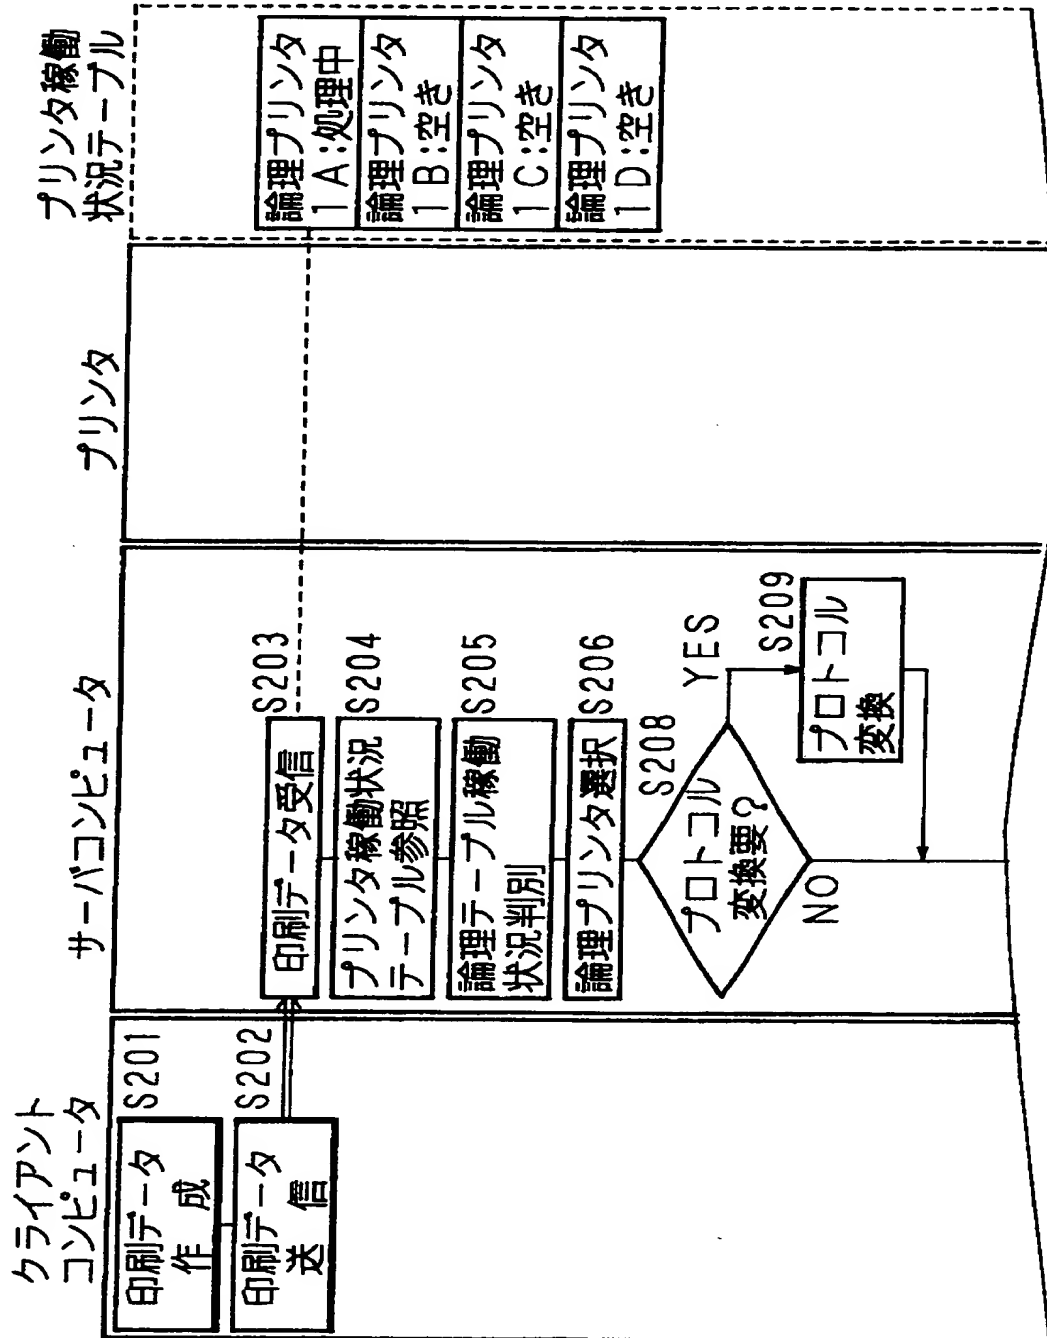 クライアント
コンピュータ
サーバコンピュータ
プリンタ
プリンタ稼働
状況テーブル
印刷データ
作 成
S201
印刷データ
送 信
S202
印刷データ受信
S203
論理プリンタ
1A:処理中
論理プリンタ
1B:空き
論理プリンタ
1C:空き
論理プリンタ
1D:空き
プリンタ稼働状況
テーブル参照
S204
論理テーブル稼働
状況判別
S205
論理プリンタ選択
S206
プロトコル
変換要?
S208
YES
NO
プロトコル
変換
S209